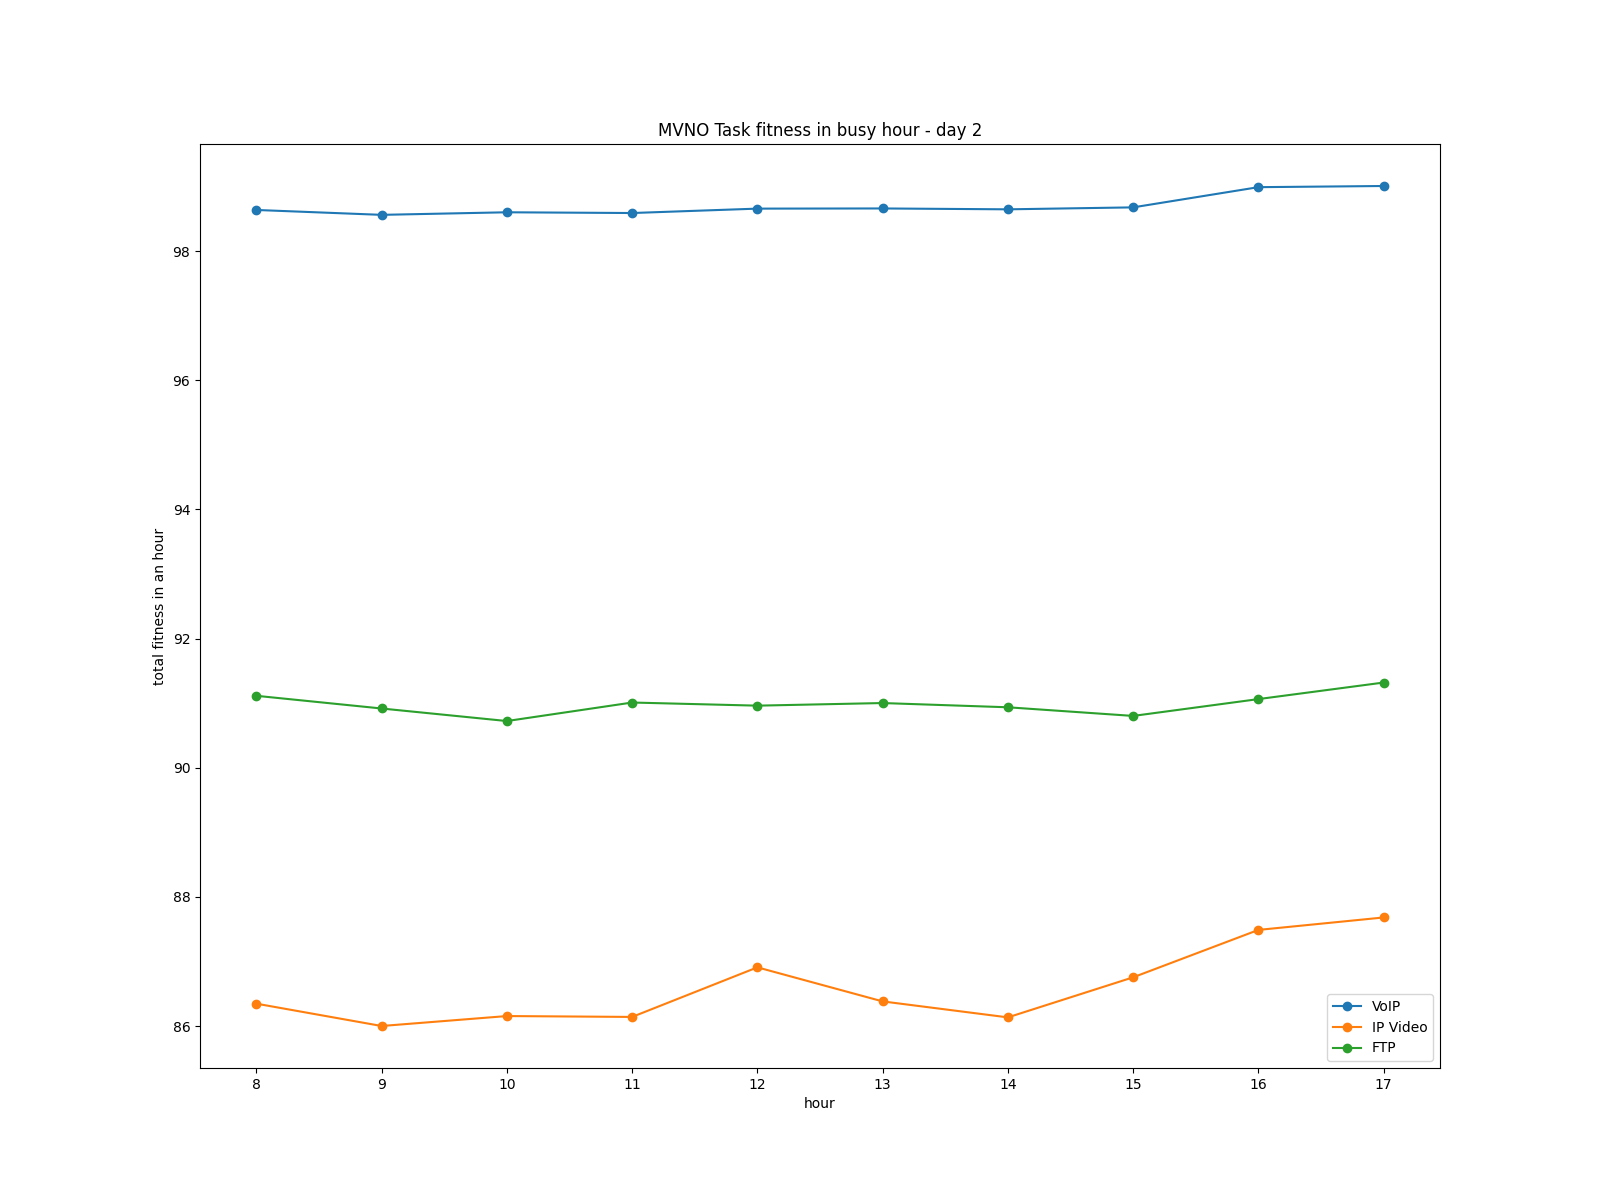 MVNO Task fitness in busy hour - day 2
total fitness in an hour
98
96
94
92
90
88
86
8 9 10 11 12 13 14 15 16 17
hour
VoIP
IP Video
FTP